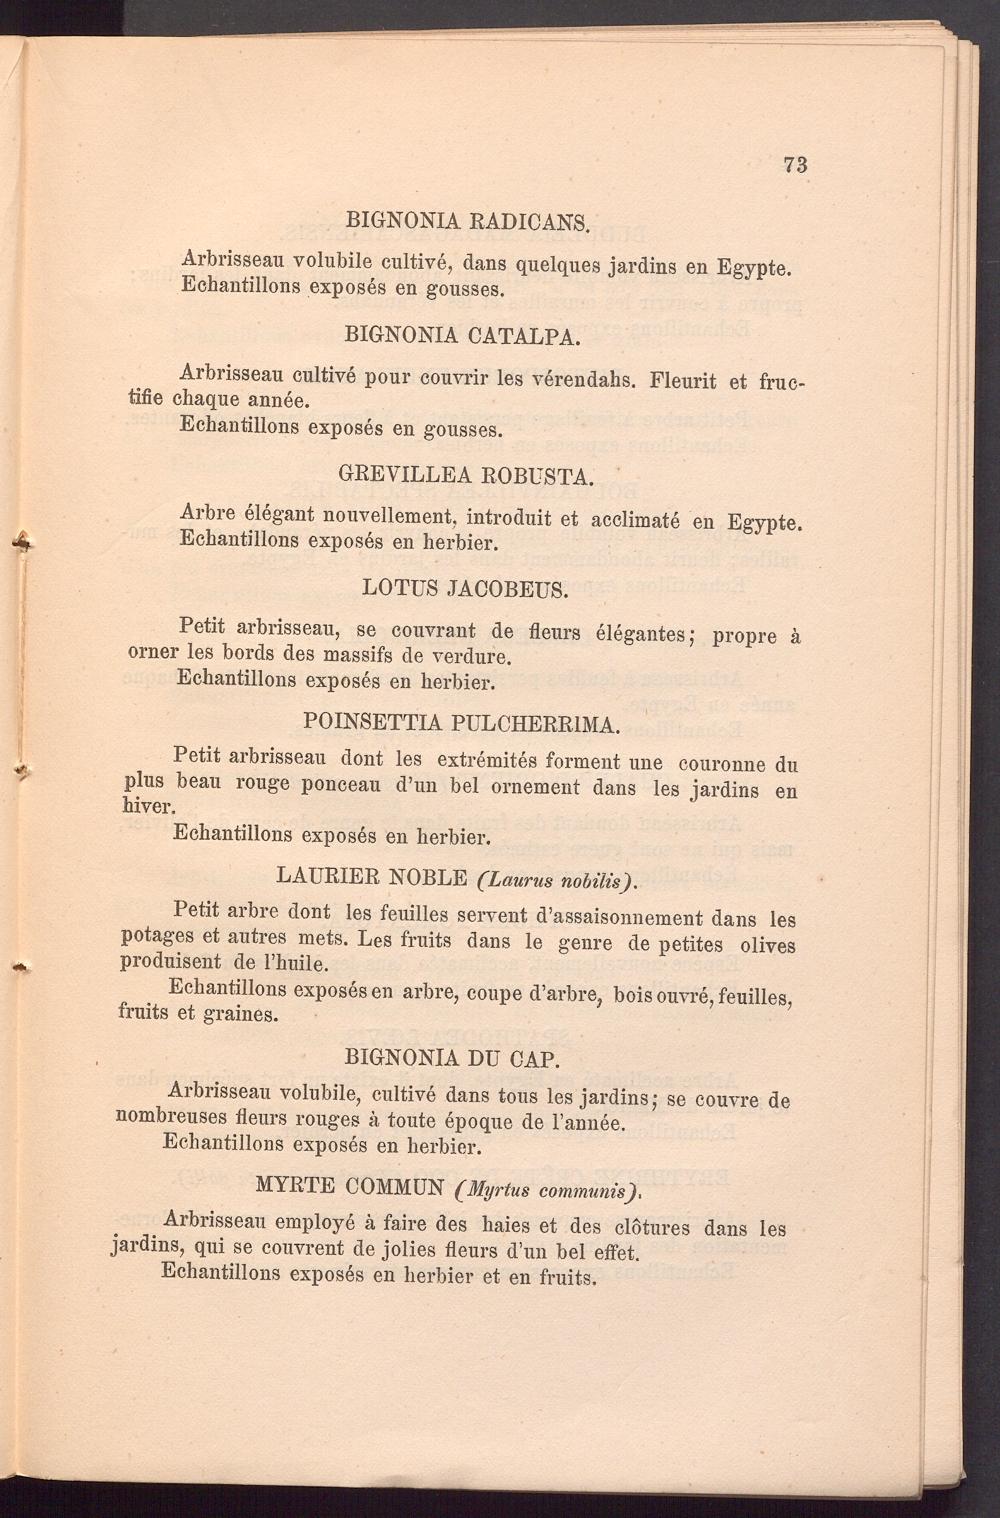 73
BIGNONIA RADICANS.
Arbrisseau volubile cultivé, dans quelques jardins en Egypte.
Echantillons exposés en gousses.
BIGNONIA CATALPA.
Arbrisseau cultivé pour couvrir les vérendahs. Fleurit et fruc-
tifie chaque année.
Echantillons exposés en gousses.
GREVILLEA ROBUSTA.
Arbre élégant nouvellement, introduit et acclimaté en Egypte.
Echantillons exposés en herbier.
LOTUS JACOBEUS.
Petit arbrisseau, se couvrant de fleurs élégantes; propre à
orner les bords des massifs de verdure.
Echantillons exposés en herbier.
POINSETTIA PULCHERRIMA.
Petit arbrisseau dont les extrémités forment une couronne du
plus beau rouge ponceau d'un bel ornement dans les jardins en
hiver.
Echantillons exposés en herbier.
LAURIER NOBLE (Laurus nobilis).
Petit arbre dont les feuilles servent d'assaisonnement dans les
potages et autres mets. Les fruits dans le genre de petites olives
produisent de l'huile.
Echantillons exposés en arbre, coupe d'arbre, bois ouvré, feuilles,
fruits et graines.
BIGNONIA DU CAP.
Arbrisseau volubile, cultivé dans tous les jardins; se couvre de
nombreuses fleurs rouges à toute époque de l'année.
Echantillons exposés en herbier.
MYRTE COMMUN (Myrtus communis).
Arbrisseau employé à faire des haies et des clôtures dans les
jardins, qui se couvrent de jolies fleurs d'un bel effet.
Echantillons exposés en herbier et en fruits.